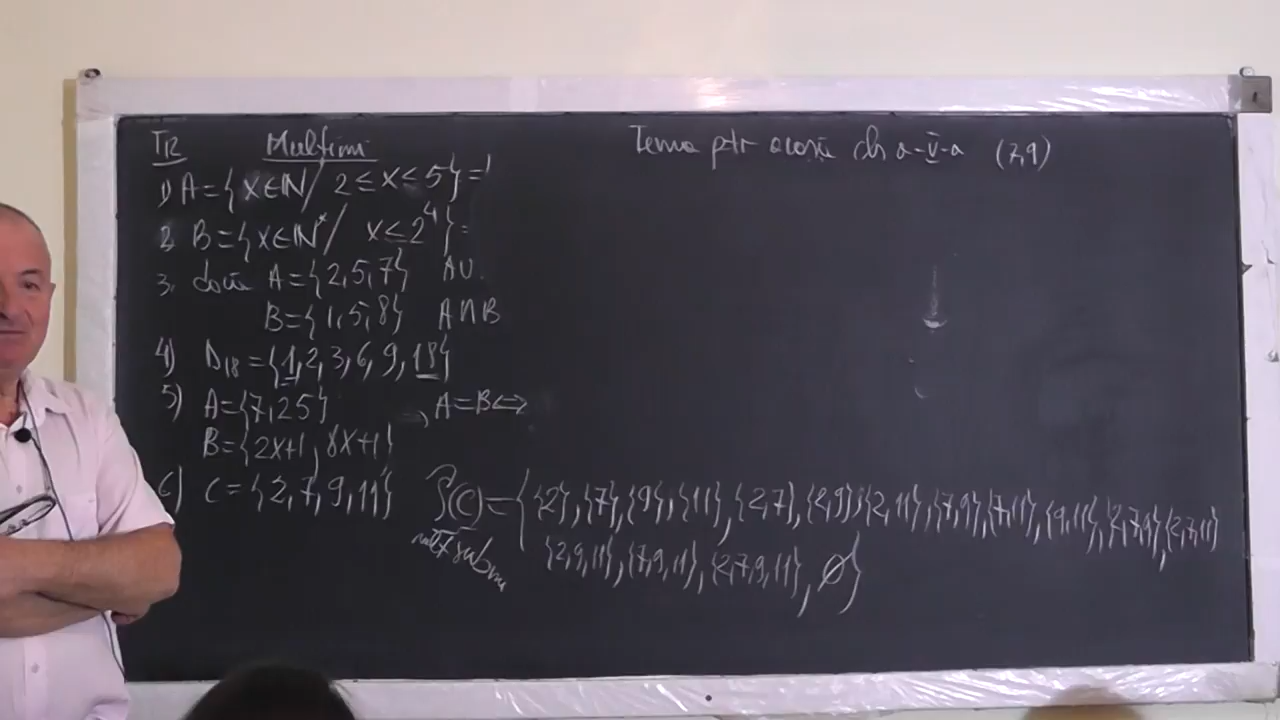 TR Mulțimi
Tema ptr acasă cls a-V-a (7,9)
1) A={x∈ℕ/ 2≤x≤5}=
2, B={x∈ℕ*/ x≤2⁴}=
3. dacă A={2,5,7} A∪.
B={1,5,8} A∩B
4) D₁₈={1,2,3,6,9,18}
5) A={7,25} A=B⇔
B={2x+1, 8x+1}
6) C={2,7,9,11} P(C)={{2},{7},{9},{11},{2,7},{2,9},{2,11},{7,9},{7,11},{9,11},{2,7,9},{2,7,11}
{2,9,11},{7,9,11},{2,7,9,11},∅}